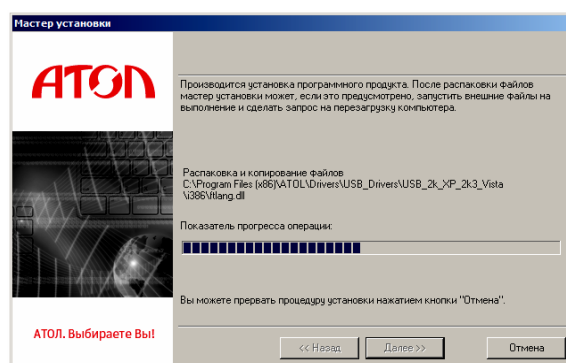 Мастер установки
АТОЛ
Производится установка программного продукта. После распаковки файлов
мастер установки может, если это предусмотрено, запустить внешние файлы на
выполнение и сделать запрос на перезагрузку компьютера.
Распаковка и копирование файлов
C:\Program Files (x86)\ATOL\Drivers\USB_Drivers\USB_2k_XP_2k3_Vista
\i386\ftlang.dll
Показатель прогресса операции:
Вы можете прервать процедуру установки нажатием кнопки "Отмена".
АТОЛ. Выбираете Вы!
<< Назад
Далее >>
Отмена